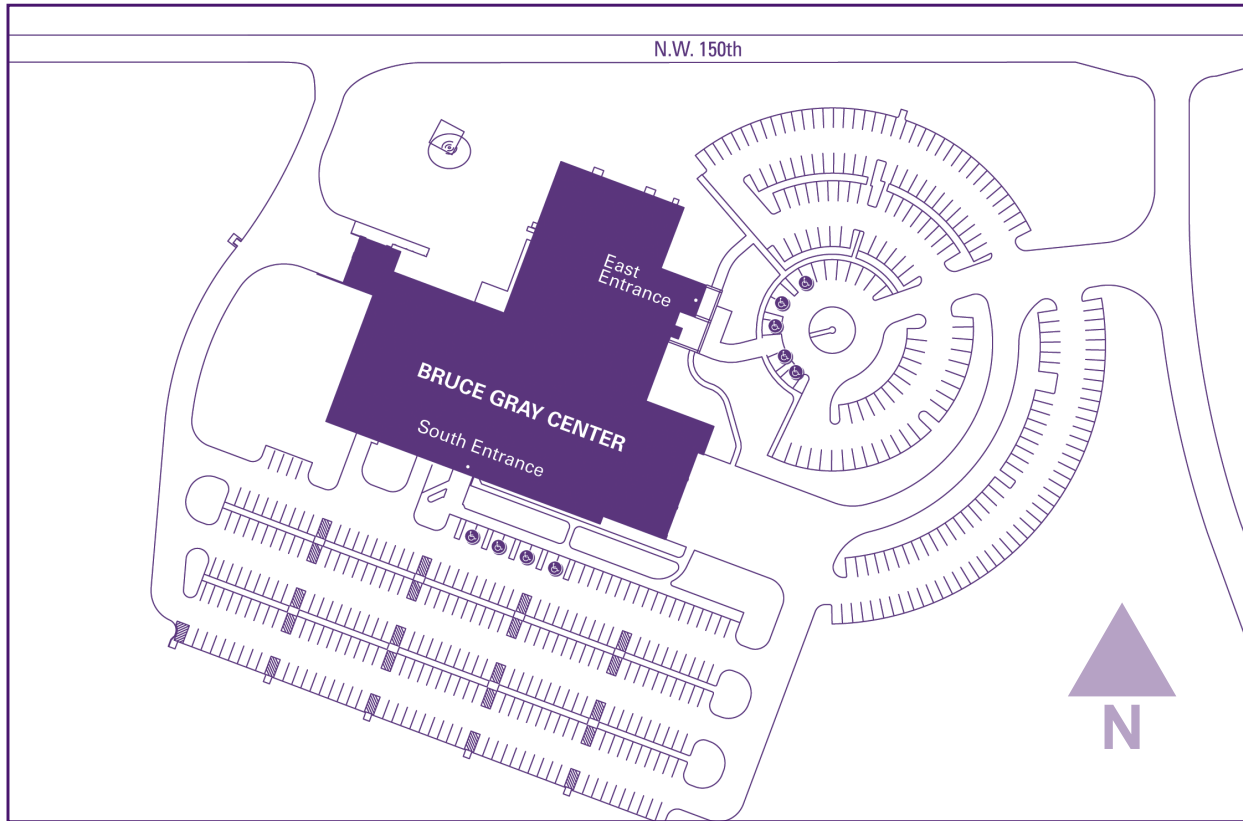 N.W. 150th
East
Entrance
BRUCE GRAY CENTER
South Entrance
N